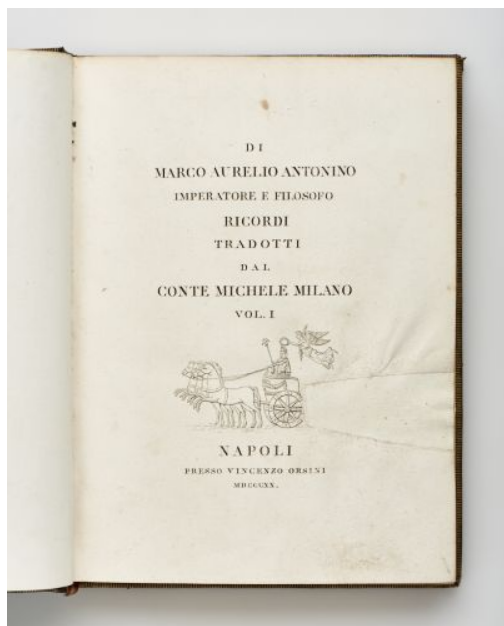 DI
MARCO AURELIO ANTONINO
IMPERATORE E FILOSOFO
RICORDI
TRADOTTI
DAL
CONTE MICHELE MILANO
VOL. I
NAPOLI
PRESSO VINCENZO ORSINI
MDCCCXX.